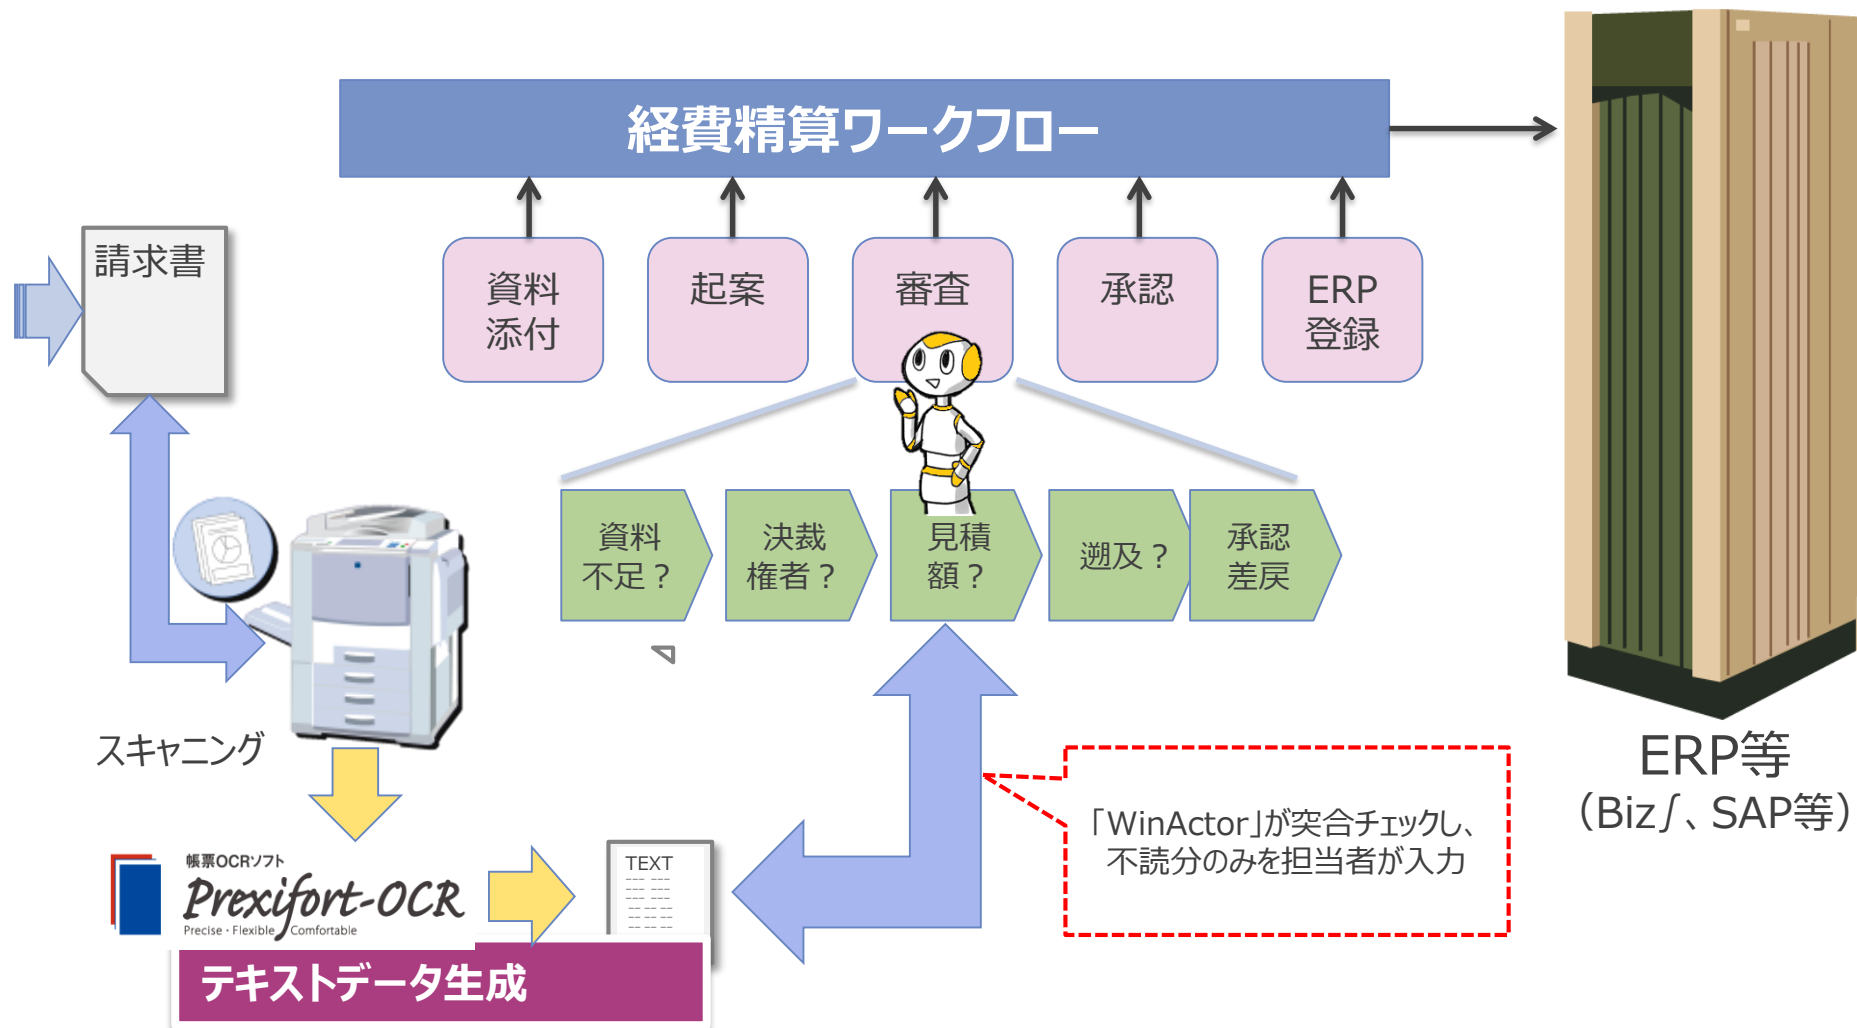 経費精算ワークフロー
請求書
資料
添付
起案
審査
承認
ERP
登録
資料
不足？
決裁
権者？
見積
額？
遡及？
承認
差戻
スキャニング
ERP等
（Biz∫、SAP等）
「WinActor」が突合チェックし、
不読分のみを担当者が入力
帳票OCRソフト
Prexifort-OCR
Precise・Flexible Comfortable
TEXT
テキストデータ生成